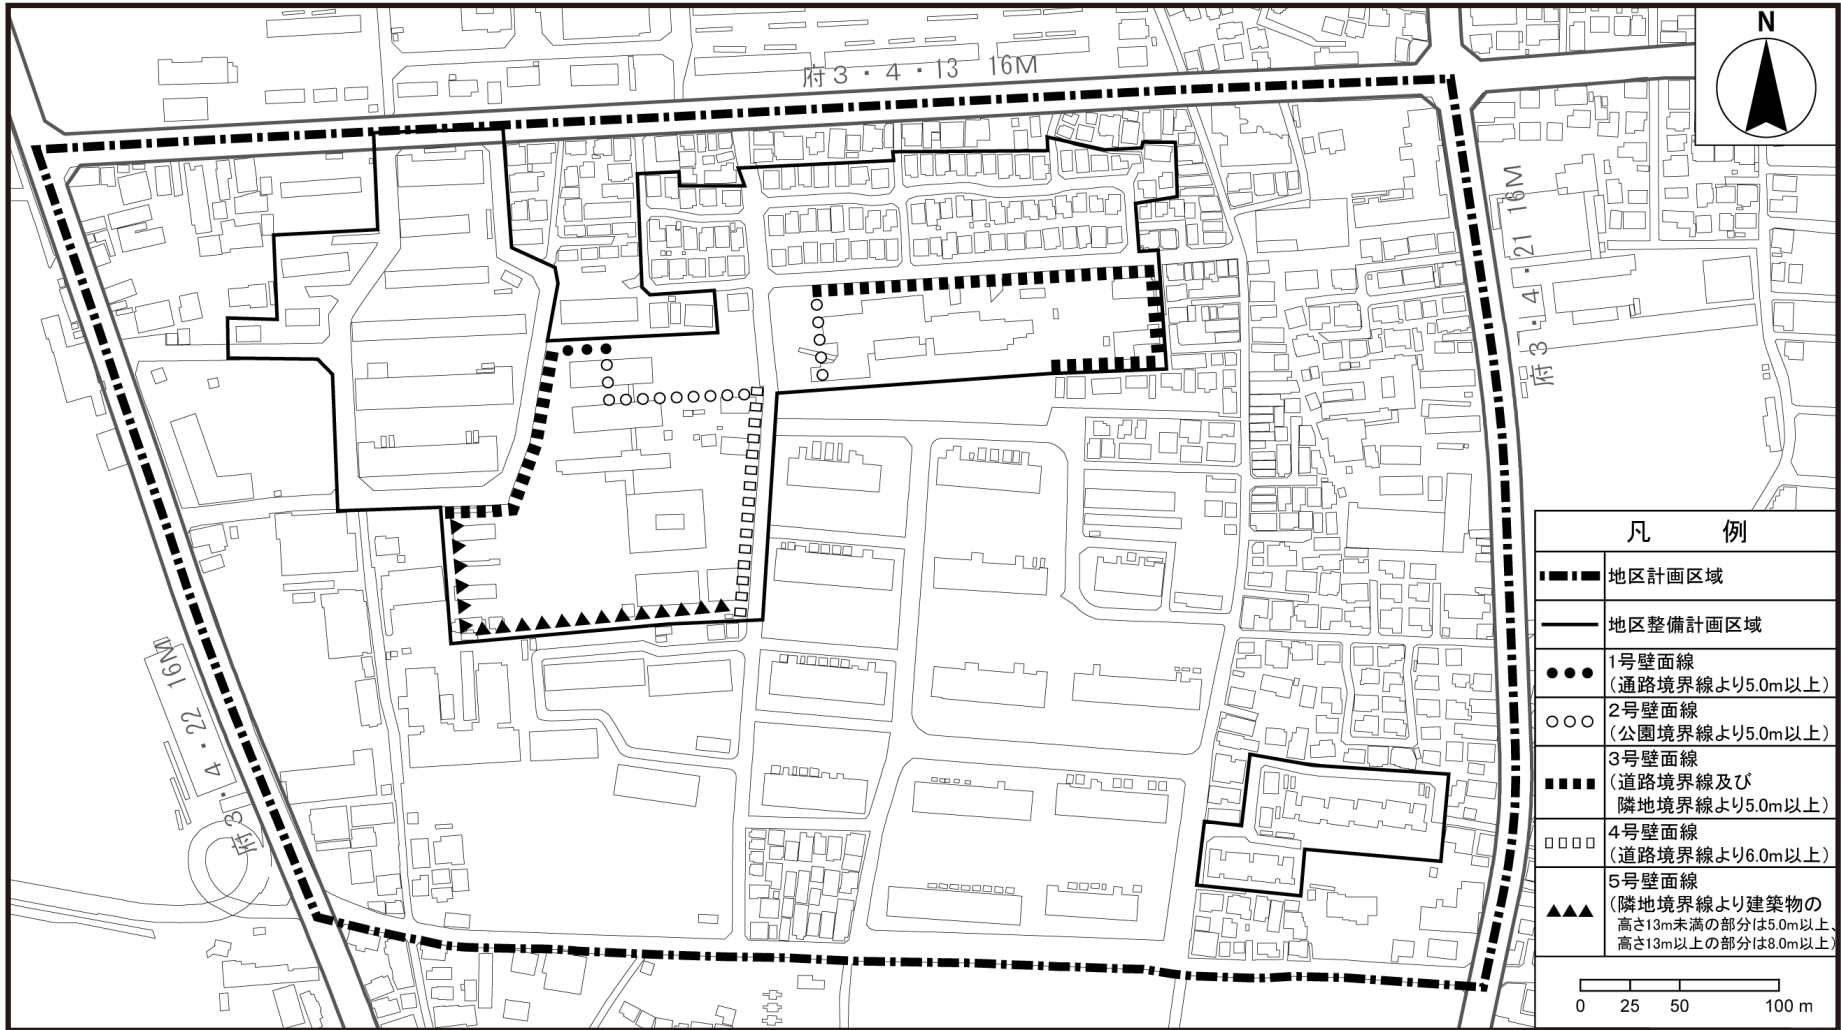 N
府3・4・13 16M
府3・4・21 16M
府3・4・22 16M
凡 例
地区計画区域
地区整備計画区域
1号壁面線
(通路境界線より5.0m以上)
2号壁面線
(公園境界線より5.0m以上)
3号壁面線
(道路境界線及び
隣地境界線より5.0m以上)
4号壁面線
(道路境界線より6.0m以上)
5号壁面線
(隣地境界線より建築物の
高さ13m未満の部分は5.0m以上、
高さ13m以上の部分は8.0m以上)
0 25 50 100 m